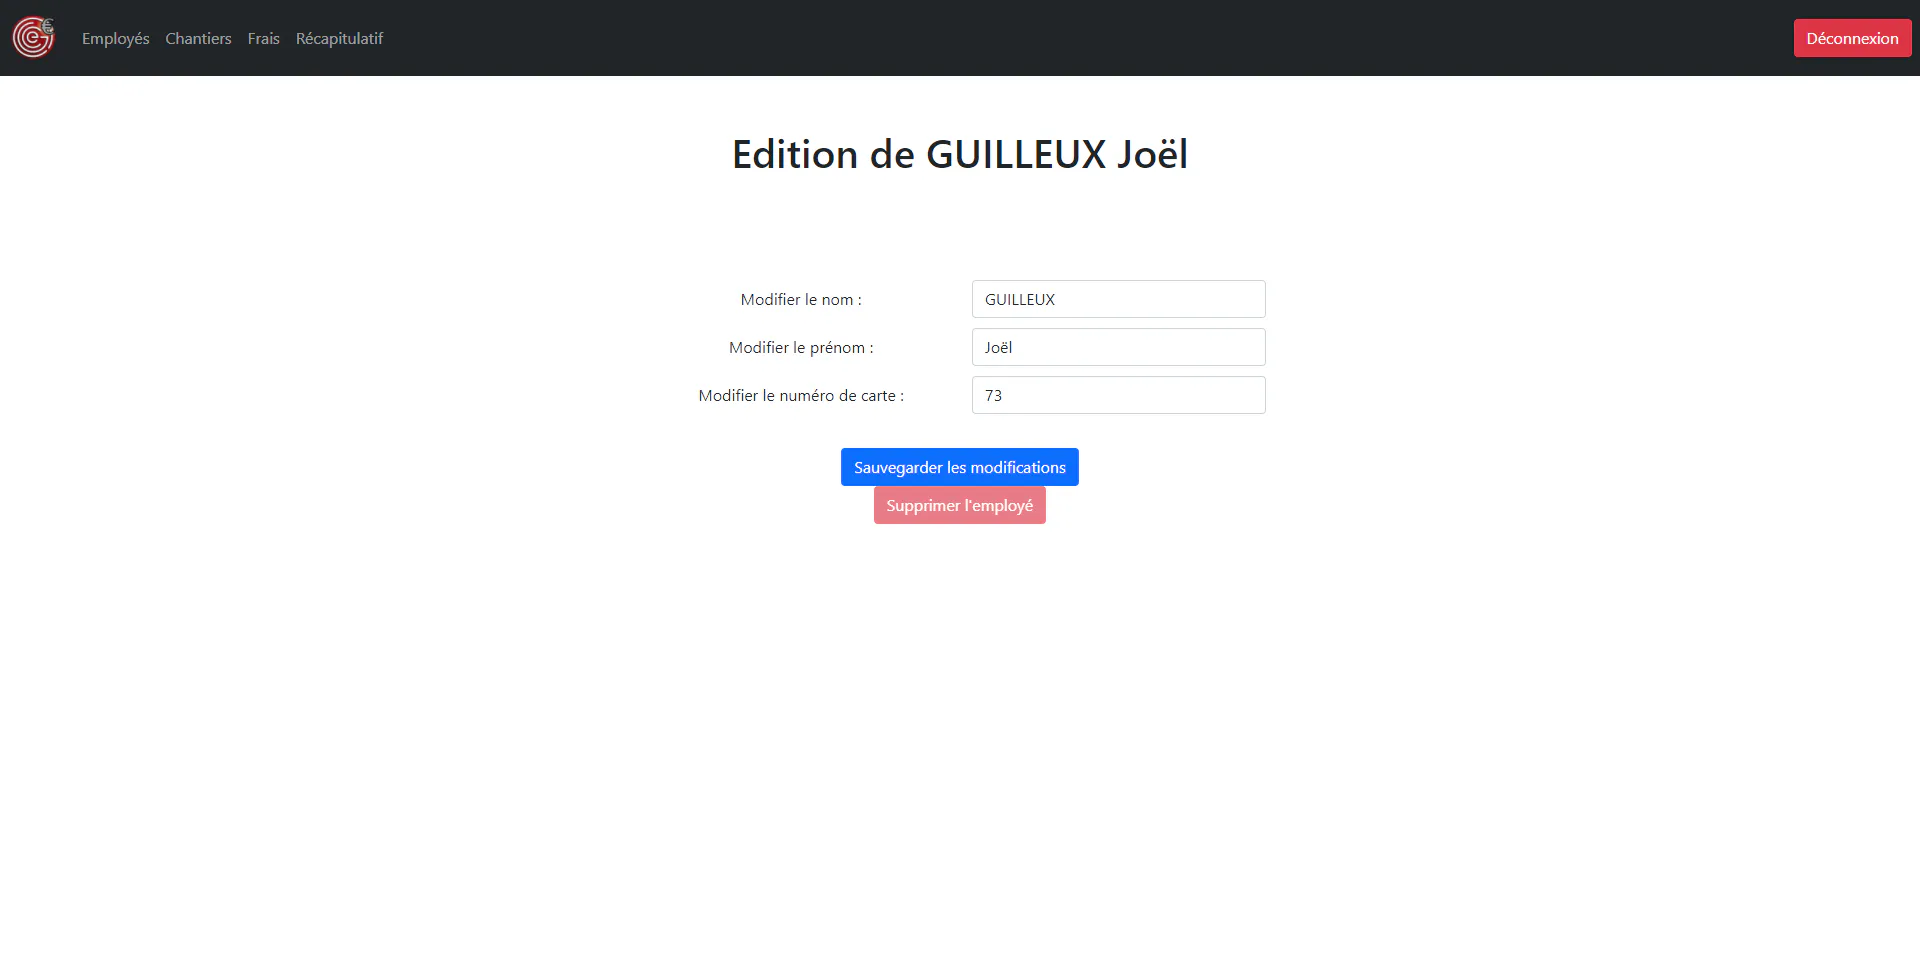 Employés Chantiers Frais Récapitulatif Déconnexion
Edition de GUILLEUX Joël
Modifier le nom : GUILLEUX
Modifier le prénom : Joël
Modifier le numéro de carte : 73
Sauvegarder les modifications
Supprimer l'employé